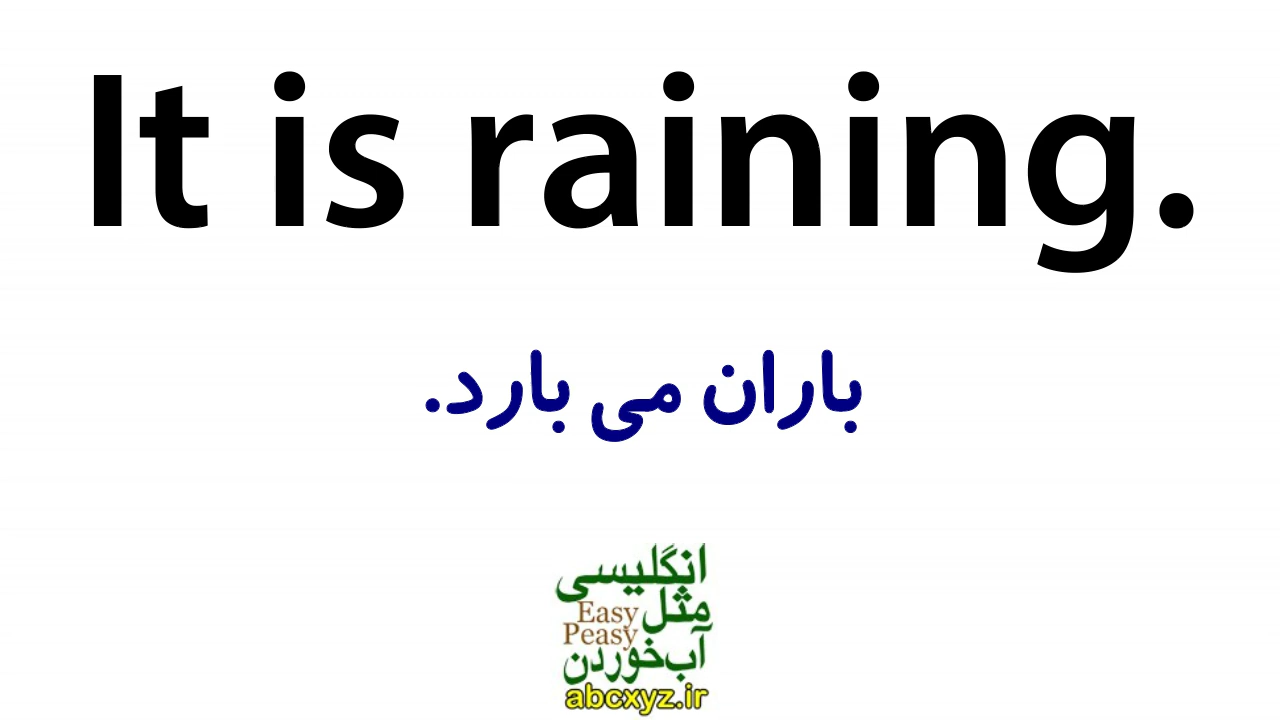 It is raining.
باران می بارد.
انگلیسی
مثل Easy
Peasy
آب‌خوردن
abcxyz.ir